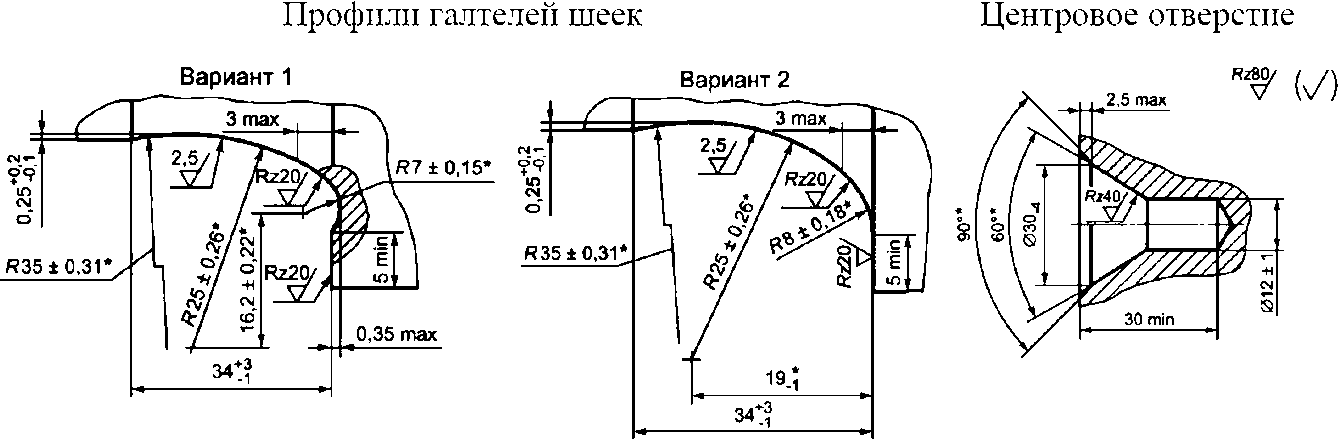 Профили галтелей шеек
Центровое отверстие
Вариант 1
3 max
2,5
Rz20
R7 ± 0,15*
0,25+0,2 -0,1
R35 ± 0,31*
R25 ± 0,26*
16,2 ± 0,22*
Rz20
5 min
0,35 max
34+3 -1
Вариант 2
3 max
2,5
Rz20
0,25+0,2 -0,1
R35 ± 0,31*
R25 ± 0,26*
R8 ± 0,18*
Rz20
5 min
19-1*
34+3 -1
Rz80 (√)
2,5 max
Rz40
90°*
60°*
Ø30-4
Ø12 ± 1
30 min